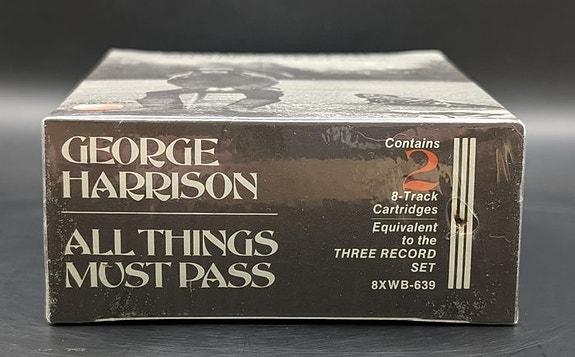 GEORGE
HARRISON
ALL THINGS
MUST PASS
Contains
2
8-Track
Cartridges
Equivalent
to the
THREE RECORD
SET
8XWB-639